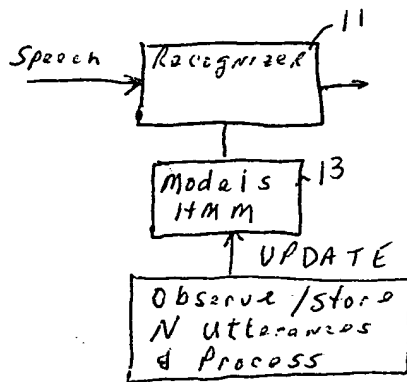 11
Speech
Recognizer
13
Models
HMM
UPDATE
Observe/Store
N Utterances
& Process